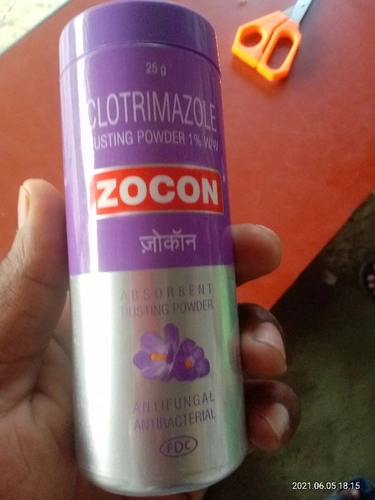 25 g
CLOTRIMAZOLE
DUSTING POWDER 1% W/W
ZOCON
ज़ोकॉन
ABSORBENT
DUSTING POWDER
ANTIFUNGAL
ANTIBACTERIAL
FDC
2021.06.05 18:15